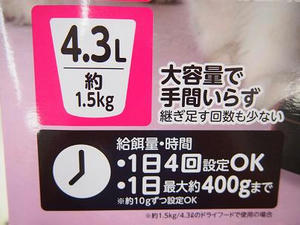 4.3L
約
1.5kg
大容量で
手間いらず
継ぎ足す回数も少ない
給餌量・時間
・1日4回設定OK
・1日最大約400gまで
※約10gずつ設定OK
※約1.5kg/4.3ℓのドライフードで使用の場合